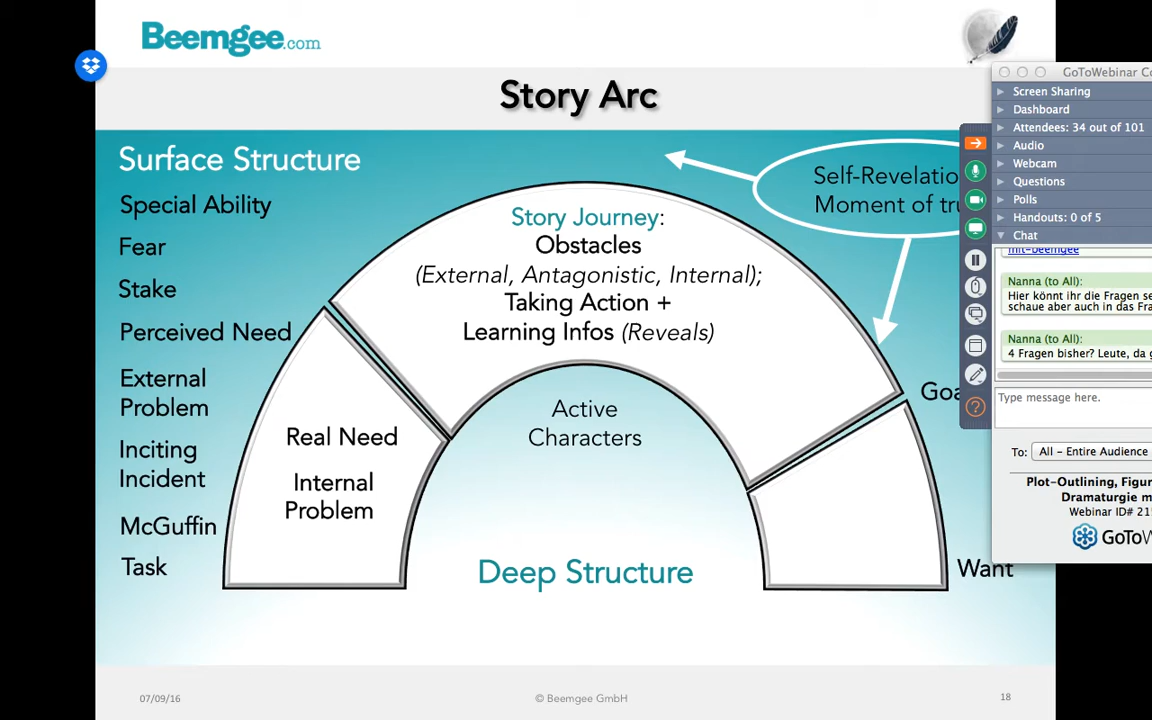 Beemgee.com
Story Arc
Surface Structure
Special Ability
Fear
Stake
Perceived Need
External
Problem
Inciting
Incident
McGuffin
Task
Real Need
Internal
Problem
Story Journey:
Obstacles
(External, Antagonistic, Internal);
Taking Action +
Learning Infos (Reveals)
Active
Characters
Deep Structure
Self-Revelatio
Moment of tru
Goa
Want
07/09/16
© Beemgee GmbH
18
GoToWebinar Co
Screen Sharing
Dashboard
Attendees: 34 out of 101
Audio
Webcam
Questions
Polls
Handouts: 0 of 5
Chat
mit-beemgee
Nanna (to All):
Hier könnt ihr die Fragen se
schaue aber auch in das Fra
Nanna (to All):
4 Fragen bisher? Leute, da g
Type message here.
To: All – Entire Audience
Plot-Outlining, Figur
Dramaturgie m
Webinar ID# 21
GoToW